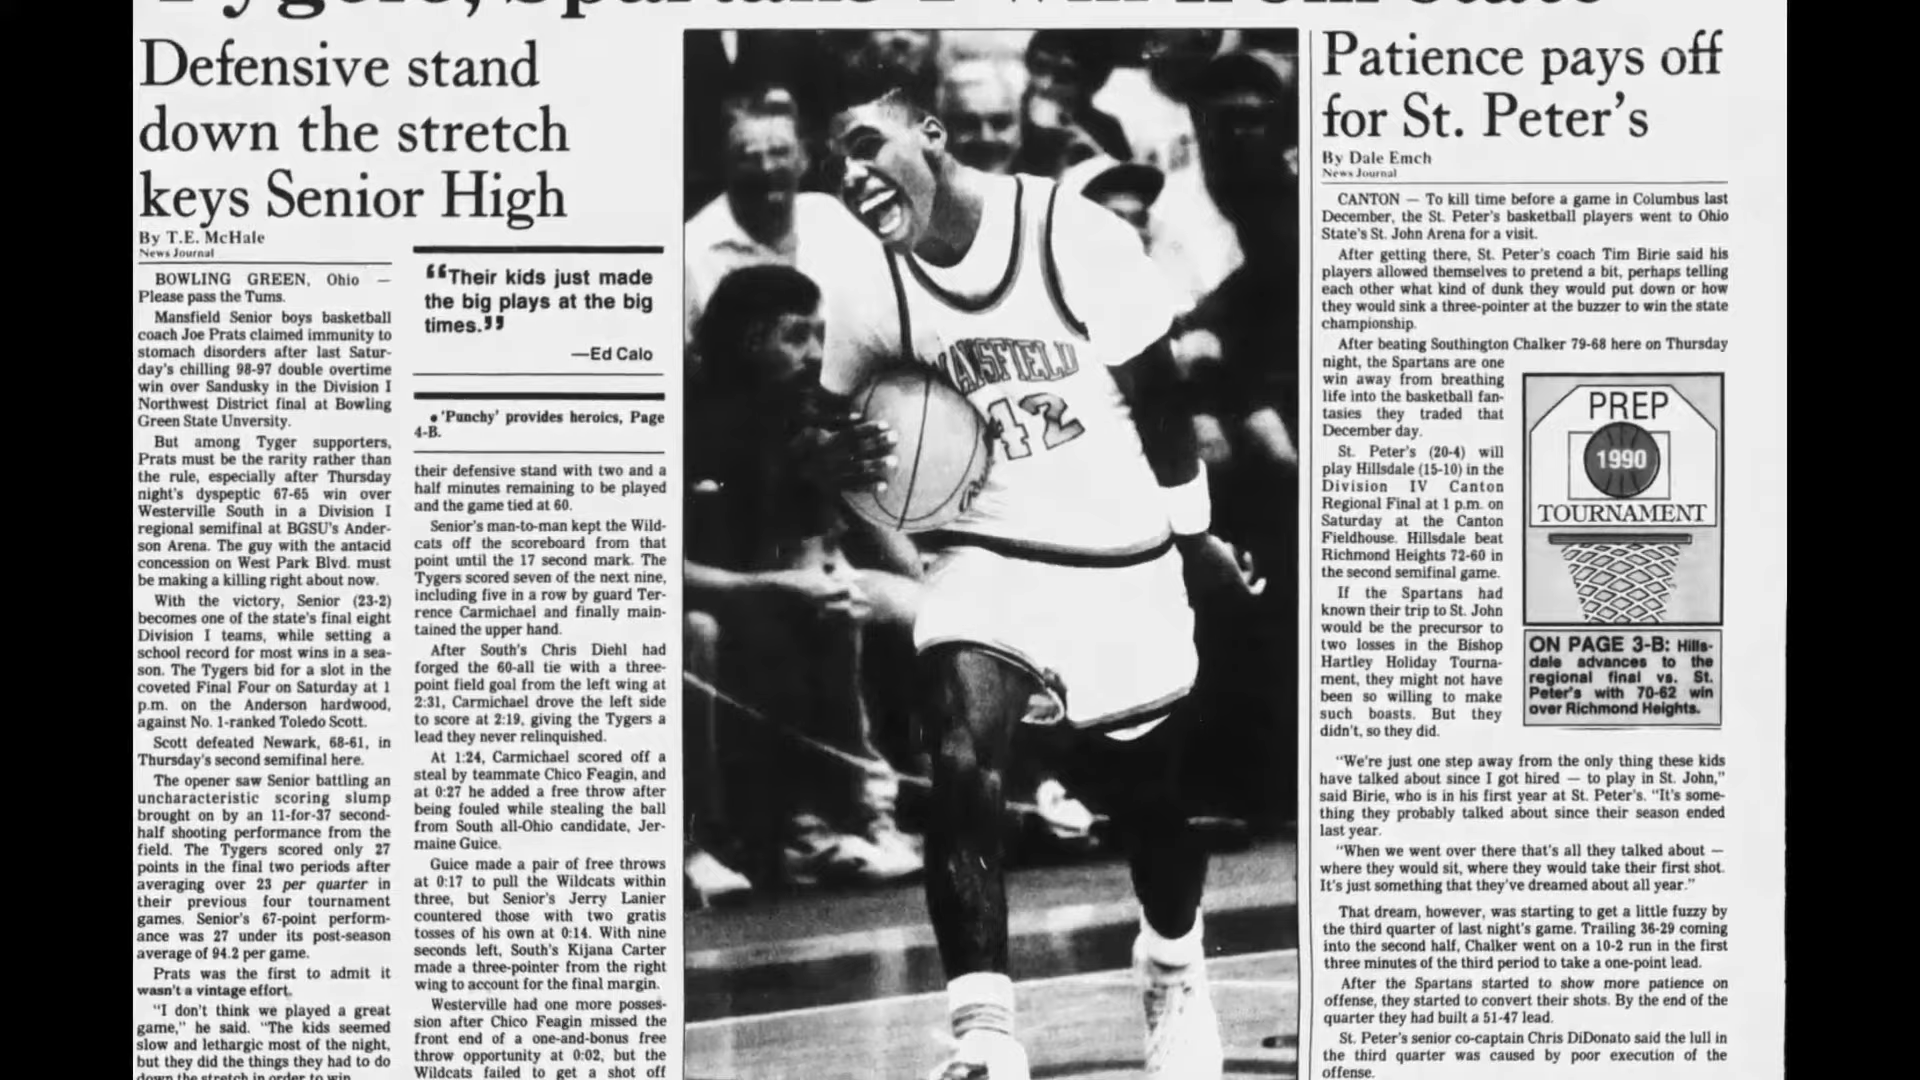 Defensive stand
down the stretch
keys Senior High
By T.E. McHale
News Journal
BOWLING GREEN, Ohio —
Please pass the Tums.
Mansfield Senior boys basketball
coach Joe Prats claimed immunity to
stomach disorders after last Satur-
day's chilling 98-97 double overtime
win over Sandusky in the Division I
Northwest District final at Bowling
Green State Unversity.
But among Tyger supporters,
Prats must be the rarity rather than
the rule, especially after Thursday
night's dyspeptic 67-65 win over
Westerville South in a Division I
regional semifinal at BGSU's Ander-
son Arena. The guy with the antacid
concession on West Park Blvd. must
be making a killing right about now.
With the victory, Senior (23-2)
becomes one of the state's final eight
Division I teams, while setting a
school record for most wins in a sea-
son. The Tygers bid for a slot in the
coveted Final Four on Saturday at 1
p.m. on the Anderson hardwood,
against No. 1-ranked Toledo Scott.
Scott defeated Newark, 68-61, in
Thursday's second semifinal here.
The opener saw Senior battling an
uncharacteristic scoring slump
brought on by an 11-for-37 second-
half shooting performance from the
field. The Tygers scored only 27
points in the final two periods after
averaging over 23 per quarter in
their previous four tournament
games. Senior's 67-point perform-
ance was 27 under its post-season
average of 94.2 per game.
Prats was the first to admit it
wasn't a vintage effort.
"I don't think we played a great
game," he said. "The kids seemed
slow and lethargic most of the night,
but they did the things they had to do
down the stretch in order to win.
“Their kids just made
the big plays at the big
times.”
—Ed Calo
• 'Punchy' provides heroics, Page
4-B.
their defensive stand with two and a
half minutes remaining to be played
and the game tied at 60.
Senior's man-to-man kept the Wild-
cats off the scoreboard from that
point until the 17 second mark. The
Tygers scored seven of the next nine,
including five in a row by guard Ter-
rence Carmichael and finally main-
tained the upper hand.
After South's Chris Diehl had
forged the 60-all tie with a three-
point field goal from the left wing at
2:31, Carmichael drove the left side
to score at 2:19, giving the Tygers a
lead they never relinquished.
At 1:24, Carmichael scored off a
steal by teammate Chico Feagin, and
at 0:27 he added a free throw after
being fouled while stealing the ball
from South all-Ohio candidate, Jer-
maine Guice.
Guice made a pair of free throws
at 0:17 to pull the Wildcats within
three, but Senior's Jerry Lanier
countered those with two gratis
tosses of his own at 0:14. With nine
seconds left, South's Kijana Carter
made a three-pointer from the right
wing to account for the final margin.
Westerville had one more posses-
sion after Chico Feagin missed the
front end of a one-and-bonus free
throw opportunity at 0:02, but the
Wildcats failed to get a shot off
MANSFIELD
42
Patience pays off
for St. Peter's
By Dale Emch
News Journal
CANTON — To kill time before a game in Columbus last
December, the St. Peter's basketball players went to Ohio
State's St. John Arena for a visit.
After getting there, St. Peter's coach Tim Birie said his
players allowed themselves to pretend a bit, perhaps telling
each other what kind of dunk they would put down or how
they would sink a three-pointer at the buzzer to win the state
championship.
After beating Southington Chalker 79-68 here on Thursday
night, the Spartans are one
win away from breathing
life into the basketball fan-
tasies they traded that
December day.
St. Peter's (20-4) will
play Hillsdale (15-10) in the
Division IV Canton
Regional Final at 1 p.m. on
Saturday at the Canton
Fieldhouse. Hillsdale beat
Richmond Heights 72-60 in
the second semifinal game.
If the Spartans had
known their trip to St. John
would be the precursor to
two losses in the Bishop
Hartley Holiday Tourna-
ment, they might not have
been so willing to make
such boasts. But they
didn't, so they did.
PREP
1990
TOURNAMENT
ON PAGE 3-B: Hills-
dale advances to the
regional final vs. St.
Peter's with 70-62 win
over Richmond Heights.
"We're just one step away from the only thing these kids
have talked about since I got hired — to play in St. John,"
said Birie, who is in his first year at St. Peter's. "It's some-
thing they probably talked about since their season ended
last year.
"When we went over there that's all they talked about —
where they would sit, where they would take their first shot.
It's just something that they've dreamed about all year."
That dream, however, was starting to get a little fuzzy by
the third quarter of last night's game. Trailing 36-29 coming
into the second half, Chalker went on a 10-2 run in the first
three minutes of the third period to take a one-point lead.
After the Spartans started to show more patience on
offense, they started to convert their shots. By the end of the
quarter they had built a 51-47 lead.
St. Peter's senior co-captain Chris DiDonato said the lull in
the third quarter was caused by poor execution of the
offense.